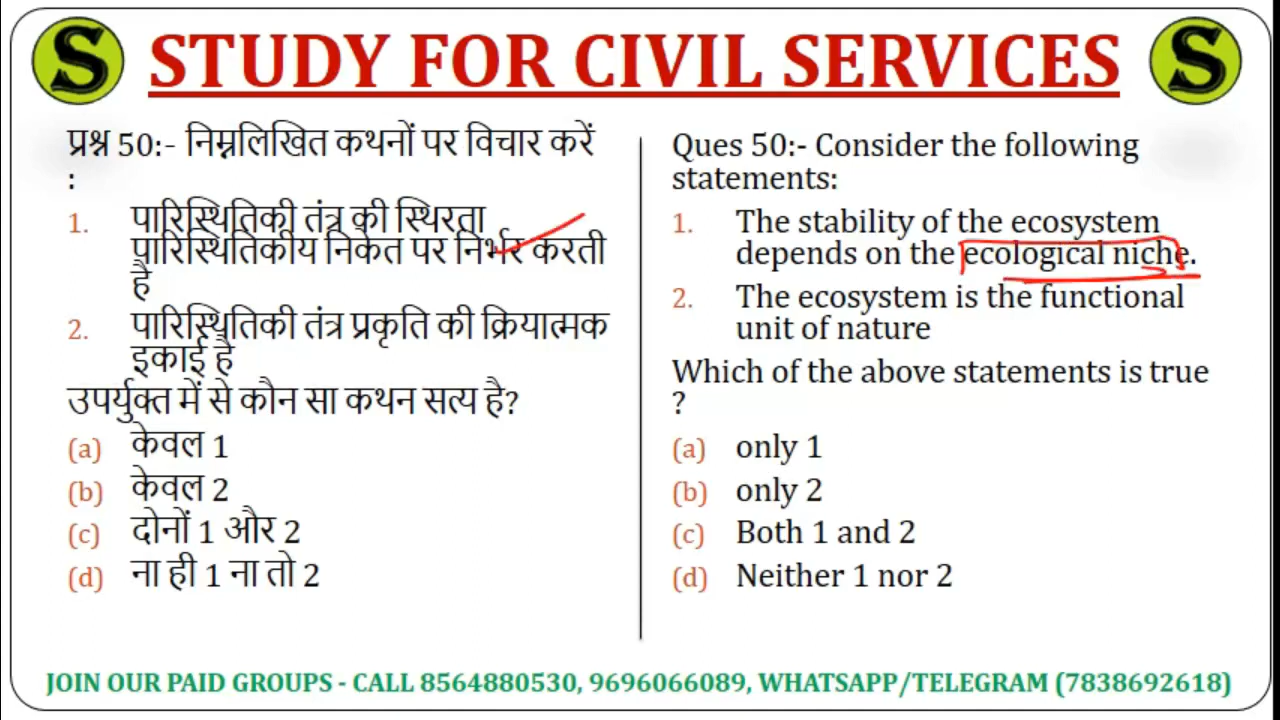 S
STUDY FOR CIVIL SERVICES
S
प्रश्न 50:- निम्नलिखित कथनों पर विचार करें
:
1. पारिस्थितिकी तंत्र की स्थिरता
पारिस्थितिकीय निकेत पर निर्भर करती
है
2. पारिस्थितिकी तंत्र प्रकृति की क्रियात्मक
इकाई है
उपर्युक्त में से कौन सा कथन सत्य है?
(a) केवल 1
(b) केवल 2
(c) दोनों 1 और 2
(d) ना ही 1 ना तो 2
Ques 50:- Consider the following
statements:
1. The stability of the ecosystem
depends on the ecological niche.
2. The ecosystem is the functional
unit of nature
Which of the above statements is true
?
(a) only 1
(b) only 2
(c) Both 1 and 2
(d) Neither 1 nor 2
JOIN OUR PAID GROUPS - CALL 8564880530, 9696066089, WHATSAPP/TELEGRAM (7838692618)